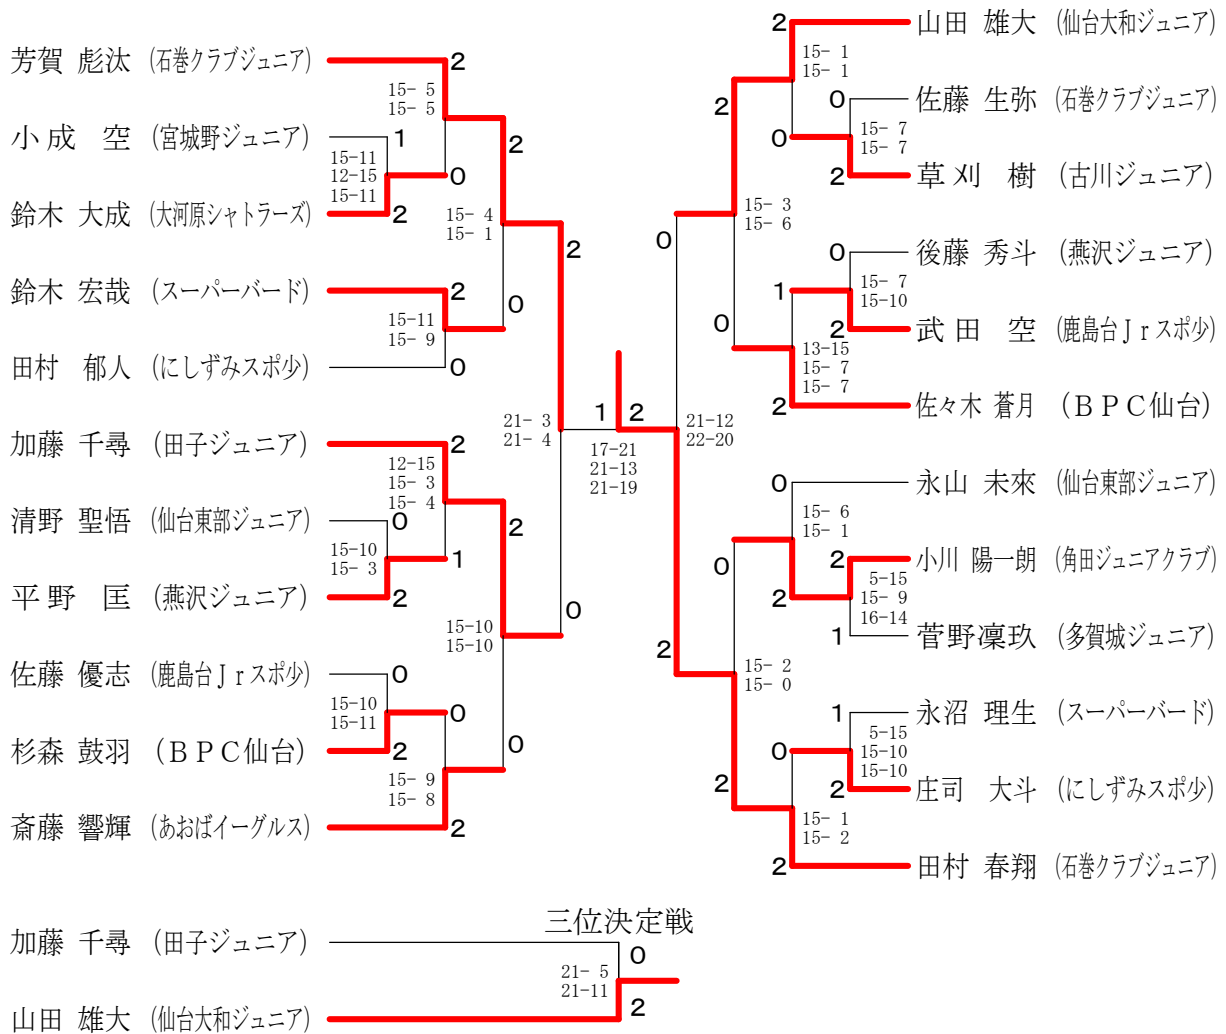 芳賀 彪汰 (石巻クラブジュニア) 2
15- 5
15- 5
小成 空 (宮城野ジュニア) 1
15-11
12-15
15-11
0
2
鈴木 大成 (大河原シャトラーズ) 2
15- 4
15- 1
2
鈴木 宏哉 (スーパーバード) 2
0
15-11
15- 9
田村 郁人 (にしずみスポ少) 0
21- 3
21- 4
加藤 千尋 (田子ジュニア) 2
12-15
15- 3
15- 4
清野 聖悟 (仙台東部ジュニア) 0
2
15-10
15- 3
1
平野 匡 (燕沢ジュニア) 2
0
15-10
15-10
佐藤 優志 (鹿島台Jrスポ少) 0
15-10
15-11
0
杉森 鼓羽 (BPC仙台) 2
0
15- 9
15- 8
斎藤 響輝 (あおばイーグルス) 2
1 2
17-21
21-13
21-19
2 山田 雄大 (仙台大和ジュニア)
15- 1
15- 1
0 佐藤 生弥 (石巻クラブジュニア)
2
15- 7
15- 7
0
2 草刈 樹 (古川ジュニア)
15- 3
15- 6
0
0 後藤 秀斗 (燕沢ジュニア)
15- 7
15-10
1
0
2 武田 空 (鹿島台Jrスポ少)
13-15
15- 7
15- 7
2 佐々木 蒼月 (BPC仙台)
21-12
22-20
0 永山 未來 (仙台東部ジュニア)
15- 6
15- 1
2 小川 陽一朗 (角田ジュニアクラブ)
0
5-15
15- 9
16-14
2
1 菅野凜玖 (多賀城ジュニア)
2
15- 2
15- 0
1 永沼 理生 (スーパーバード)
5-15
15-10
15-10
0
2
2 庄司 大斗 (にしずみスポ少)
15- 1
15- 2
2 田村 春翔 (石巻クラブジュニア)
三位決定戦
加藤 千尋 (田子ジュニア) 0
21- 5
21-11
山田 雄大 (仙台大和ジュニア) 2